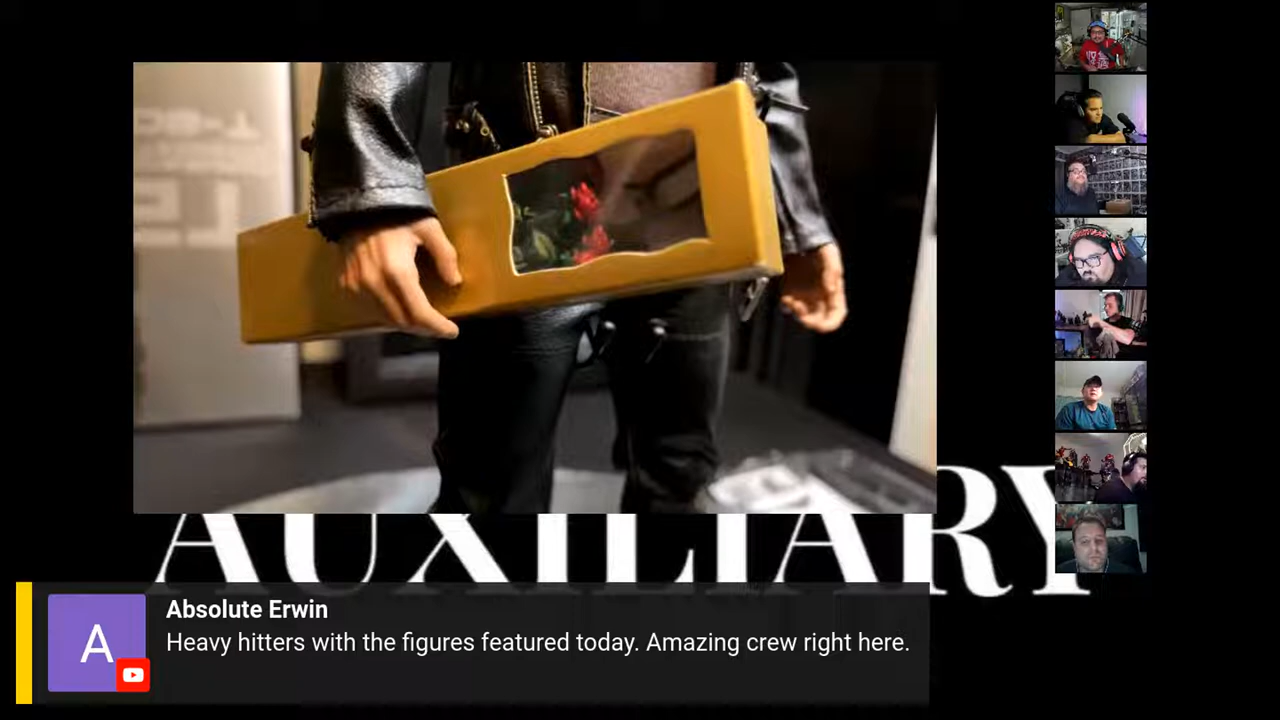 AUXILIARY
A
Absolute Erwin
Heavy hitters with the figures featured today. Amazing crew right here.